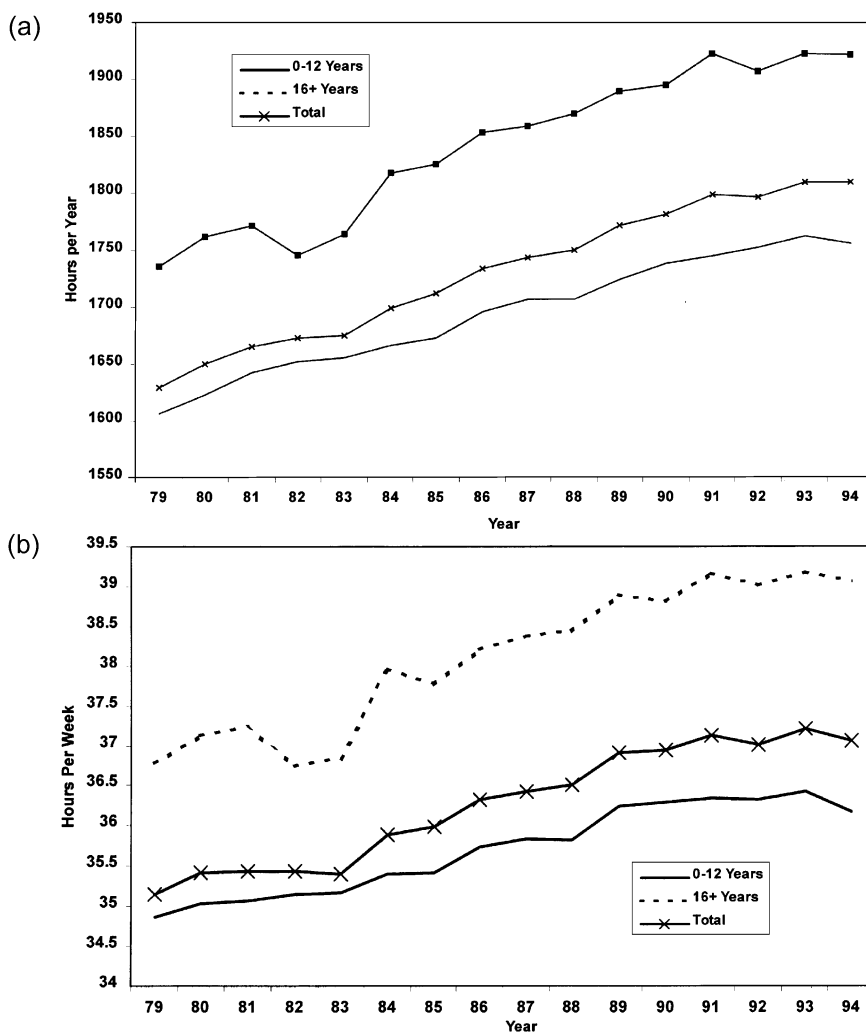 (a)
1950
1900
1850
1800
1750
1700
1650
1600
1550
Hours per Year
0-12 Years
16+ Years
Total
79 80 81 82 83 84 85 86 87 88 89 90 91 92 93 94
Year
(b)
39.5
39
38.5
38
37.5
37
36.5
36
35.5
35
34.5
34
Hours Per Week
0-12 Years
16+ Years
Total
79 80 81 82 83 84 85 86 87 88 89 90 91 92 93 94
Year